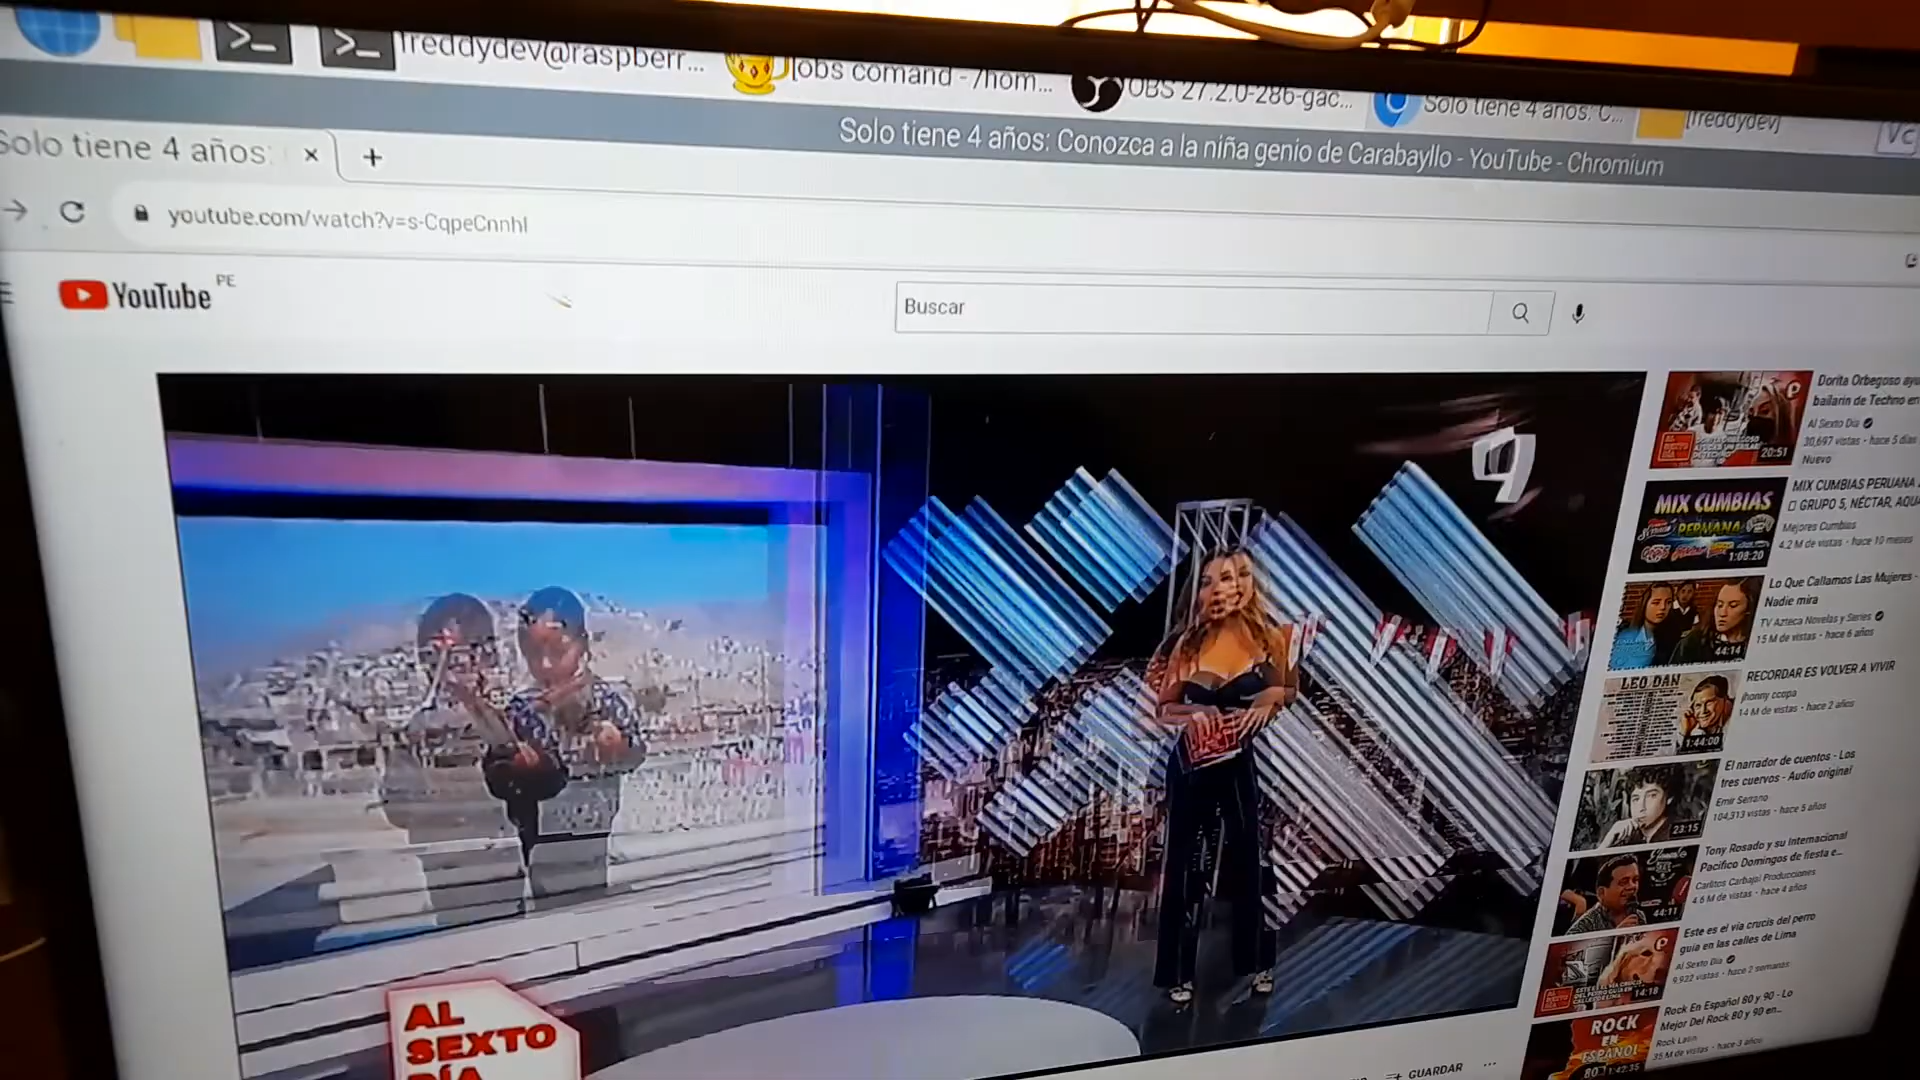 freddydev@raspberr...
[obs comand - /hom...
OBS 27.2.0-286-gac...
Solo tiene 4 años: C...
[freddydev]
Vc
Solo tiene 4 años: Conozca a la niña genio de Carabayllo - YouTube - Chromium
Solo tiene 4 años:
youtube.com/watch?v=s-CqpeCnnhI
YouTube PE
Buscar
Dorita Orbegoso ayu
bailarin de Techno en
Al Sexto Día
30,697 vistas - hace 5 días
Nuevo
20:51
MIX CUMBIAS PERUANA
GRUPO 5, NÉCTAR, AQU
Mejores Cumbias
4.2 M de vistas - hace 10 meses
MIX CUMBIAS
PERUANA
1:08:20
Lo Que Callamos Las Mujeres -
Nadie mira
TV Azteca Novelas y Series
15 M de vistas - hace 6 años
44:14
RECORDAR ES VOLVER A VIVIR
jhonny ccopa
14 M de vistas - hace 2 años
LEO DAN
1:44:00
El narrador de cuentos - Los
tres cuervos - Audio original
Emir Serrano
104,313 vistas - hace 5 años
23:15
Tony Rosado y su Internacional
Pacifico Domingos de fiesta e...
Carlitos Carbajal Producciones
4.6 M de vistas - hace 4 años
44:11
Este es el vía crucis del perro
guía en las calles de Lima
Al Sexto Día
9,922 vistas - hace 2 semanas
14:18
Rock En Español 80 y 90 - Lo
Mejor Del Rock 80 y 90 en...
Rock Latin
35 M de vistas - hace 3 años
ROCK
EN
ESPAÑOL
1:42:35
AL
SEXTO
DÍA
GUARDAR